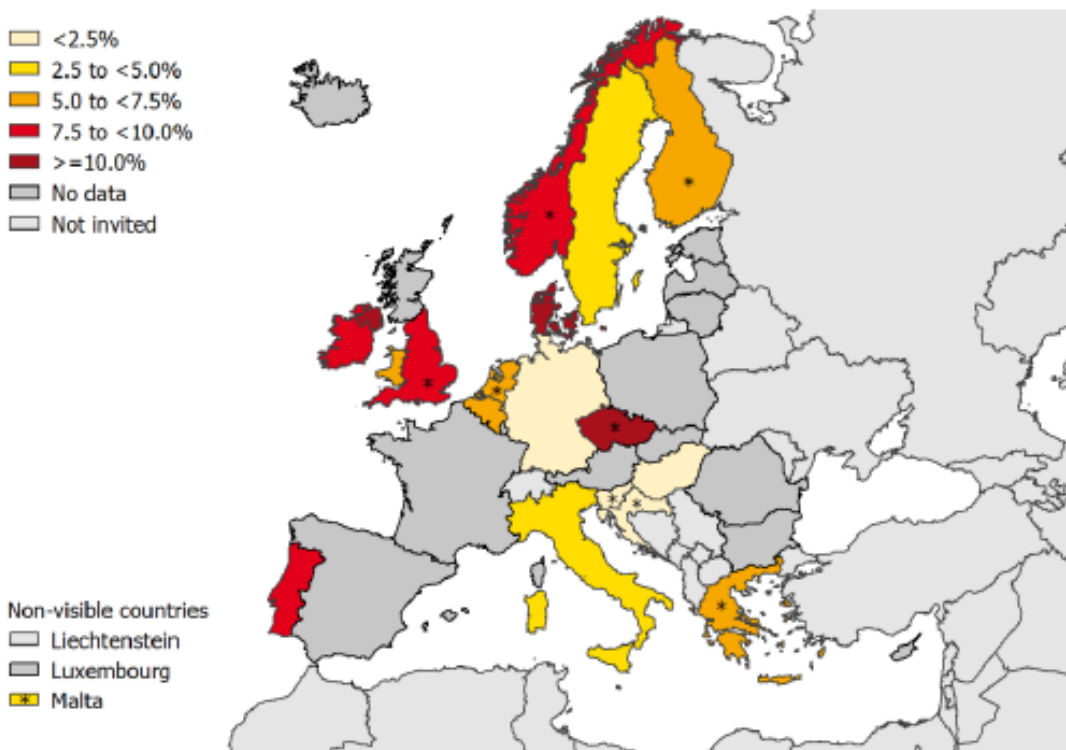 <2.5%
2.5 to <5.0%
5.0 to <7.5%
7.5 to <10.0%
>=10.0%
No data
Not invited
Non-visible countries
Liechtenstein
Luxembourg
* Malta